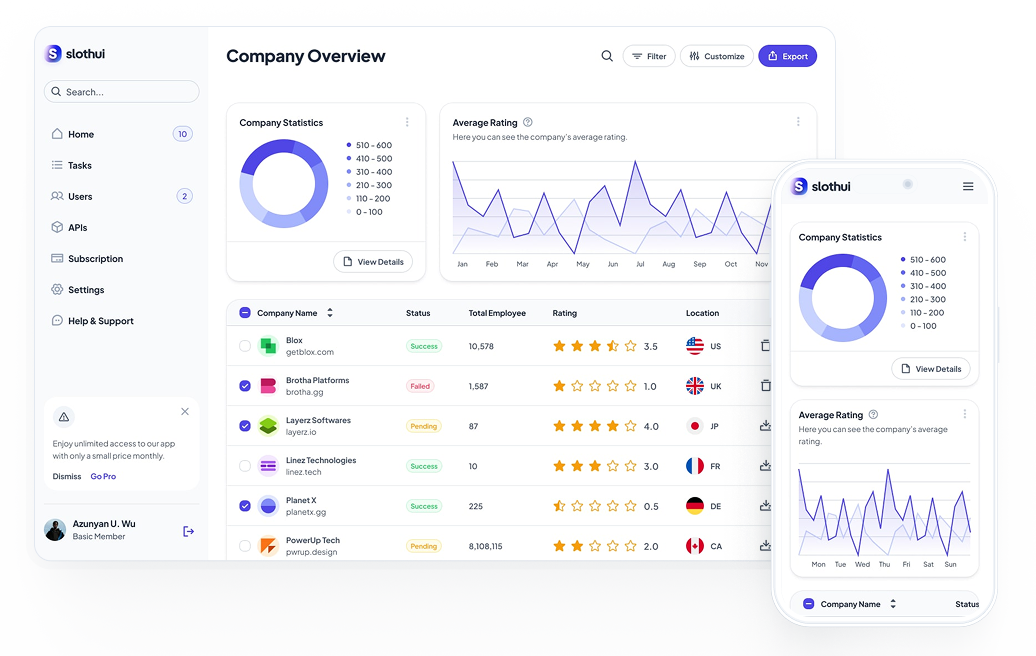 slothui
Search...
Home
10
Tasks
Users
2
APIs
Subscription
Settings
Help & Support
Enjoy unlimited access to our app
with only a small price monthly.
Dismiss Go Pro
Azunyan U. Wu
Basic Member
Company Overview
Filter
Customize
Export
Company Statistics
510 - 600
410 - 500
310 - 400
210 - 300
110 - 200
0 - 100
View Details
Average Rating
Here you can see the company's average rating.
Jan Feb Mar Apr May Jun Jul Aug Sep Oct Nov
Company Name Status Total Employee Rating Location
Blox
getblox.com
Success 10,578 3.5 US
Brotha Platforms
brotha.gg
Failed 1,587 1.0 UK
Layerz Softwares
layerz.io
Pending 87 4.0 JP
Linez Technologies
linez.tech
Success 10 3.0 FR
Planet X
planetx.gg
Success 225 0.5 DE
PowerUp Tech
pwrup.design
Pending 8,108,115 2.0 CA
slothui
Company Statistics
510 - 600
410 - 500
310 - 400
210 - 300
110 - 200
0 - 100
View Details
Average Rating
Here you can see the company's average
rating.
Mon Tue Wed Thu Fri Sat Sun
Company Name Status